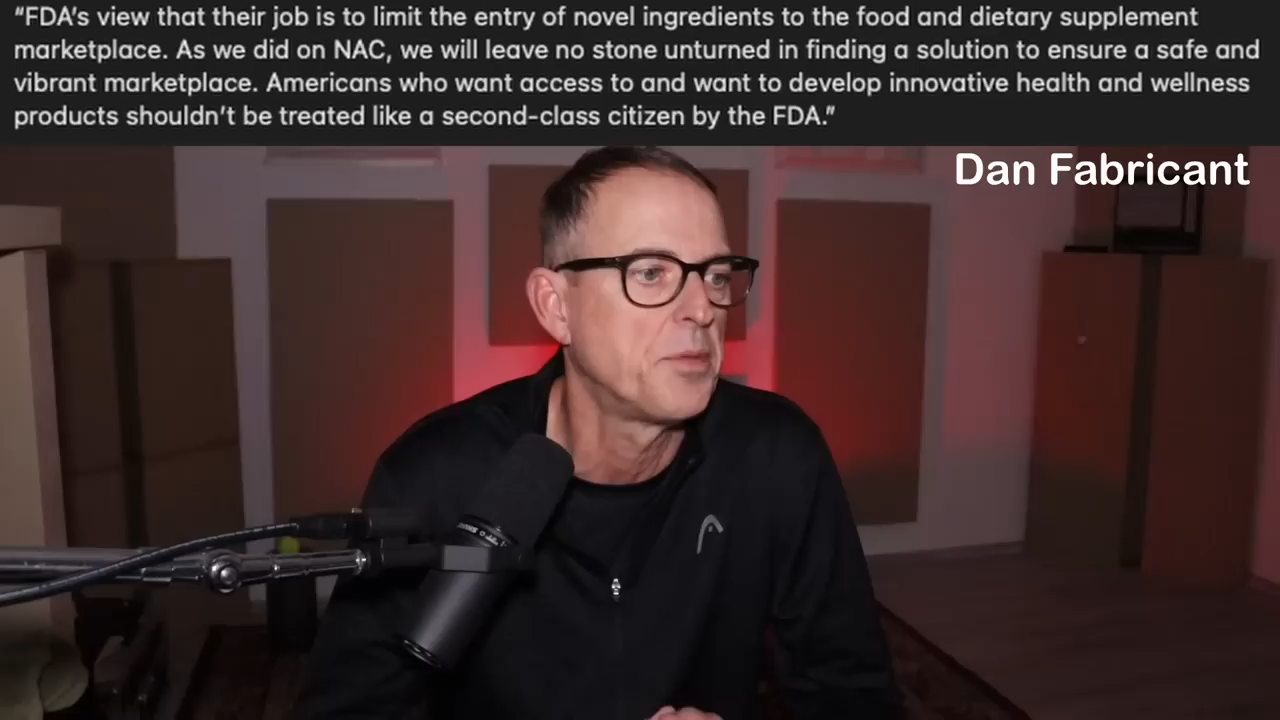 “FDA’s view that their job is to limit the entry of novel ingredients to the food and dietary supplement
marketplace. As we did on NAC, we will leave no stone unturned in finding a solution to ensure a safe and
vibrant marketplace. Americans who want access to and want to develop innovative health and wellness
products shouldn’t be treated like a second-class citizen by the FDA.”
Dan Fabricant